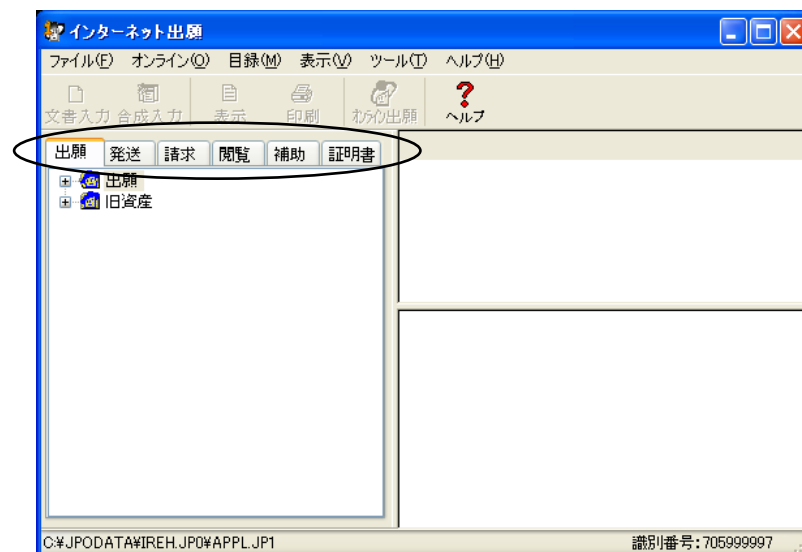 インターネット出願
ファイル(F) オンライン(O) 目録(M) 表示(V) ツール(T) ヘルプ(H)
文書入力 合成入力 表示 印刷 オンライン出願 ヘルプ
出願 発送 請求 閲覧 補助 証明書
出願
旧資産
C:¥JPODATA¥IREH.JP0¥APPL.JP1 識別番号:705999997